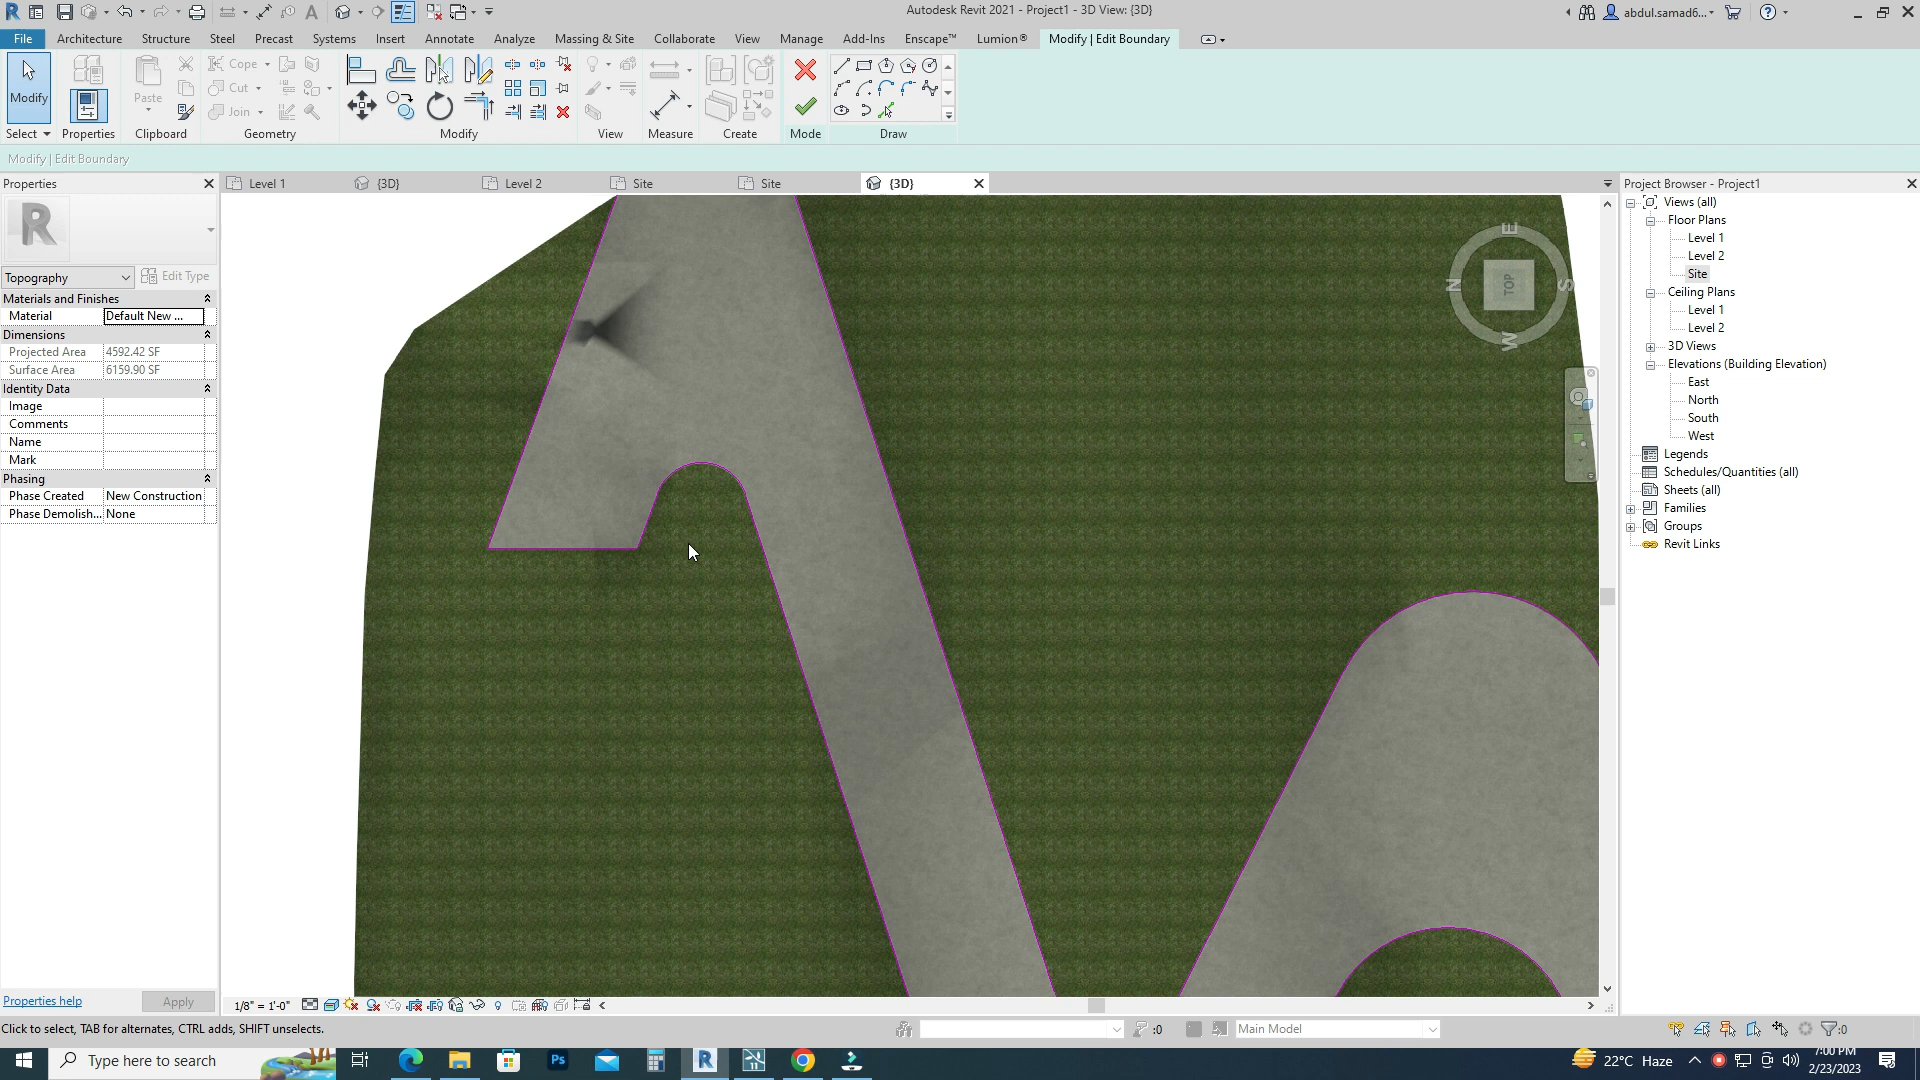 Autodesk Revit 2021 - Project1 - 3D View: {3D}
abdul.samad6...
File Architecture Structure Steel Precast Systems Insert Annotate Analyze Massing & Site Collaborate View Manage Add-Ins Enscape™ Lumion® Modify | Edit Boundary
Modify
Paste
Cope
Cut
Join
Select Properties Clipboard Geometry Modify View Measure Create Mode Draw
Modify | Edit Boundary
Properties
Level 1 {3D} Level 2 Site Site {3D}
Project Browser - Project1
Topography Edit Type
Materials and Finishes
Material Default New ...
Dimensions
Projected Area 4592.42 SF
Surface Area 6159.90 SF
Identity Data
Image
Comments
Name
Mark
Phasing
Phase Created New Construction
Phase Demolish... None
Properties help Apply
E
N TOP S
W
Views (all)
Floor Plans
Level 1
Level 2
Site
Ceiling Plans
Level 1
Level 2
3D Views
Elevations (Building Elevation)
East
North
South
West
Legends
Schedules/Quantities (all)
Sheets (all)
Families
Groups
Revit Links
1/8" = 1'-0"
Click to select, TAB for alternates, CTRL adds, SHIFT unselects.
:0 Main Model :0
Type here to search
22°C Haze
7:00 PM
2/23/2023